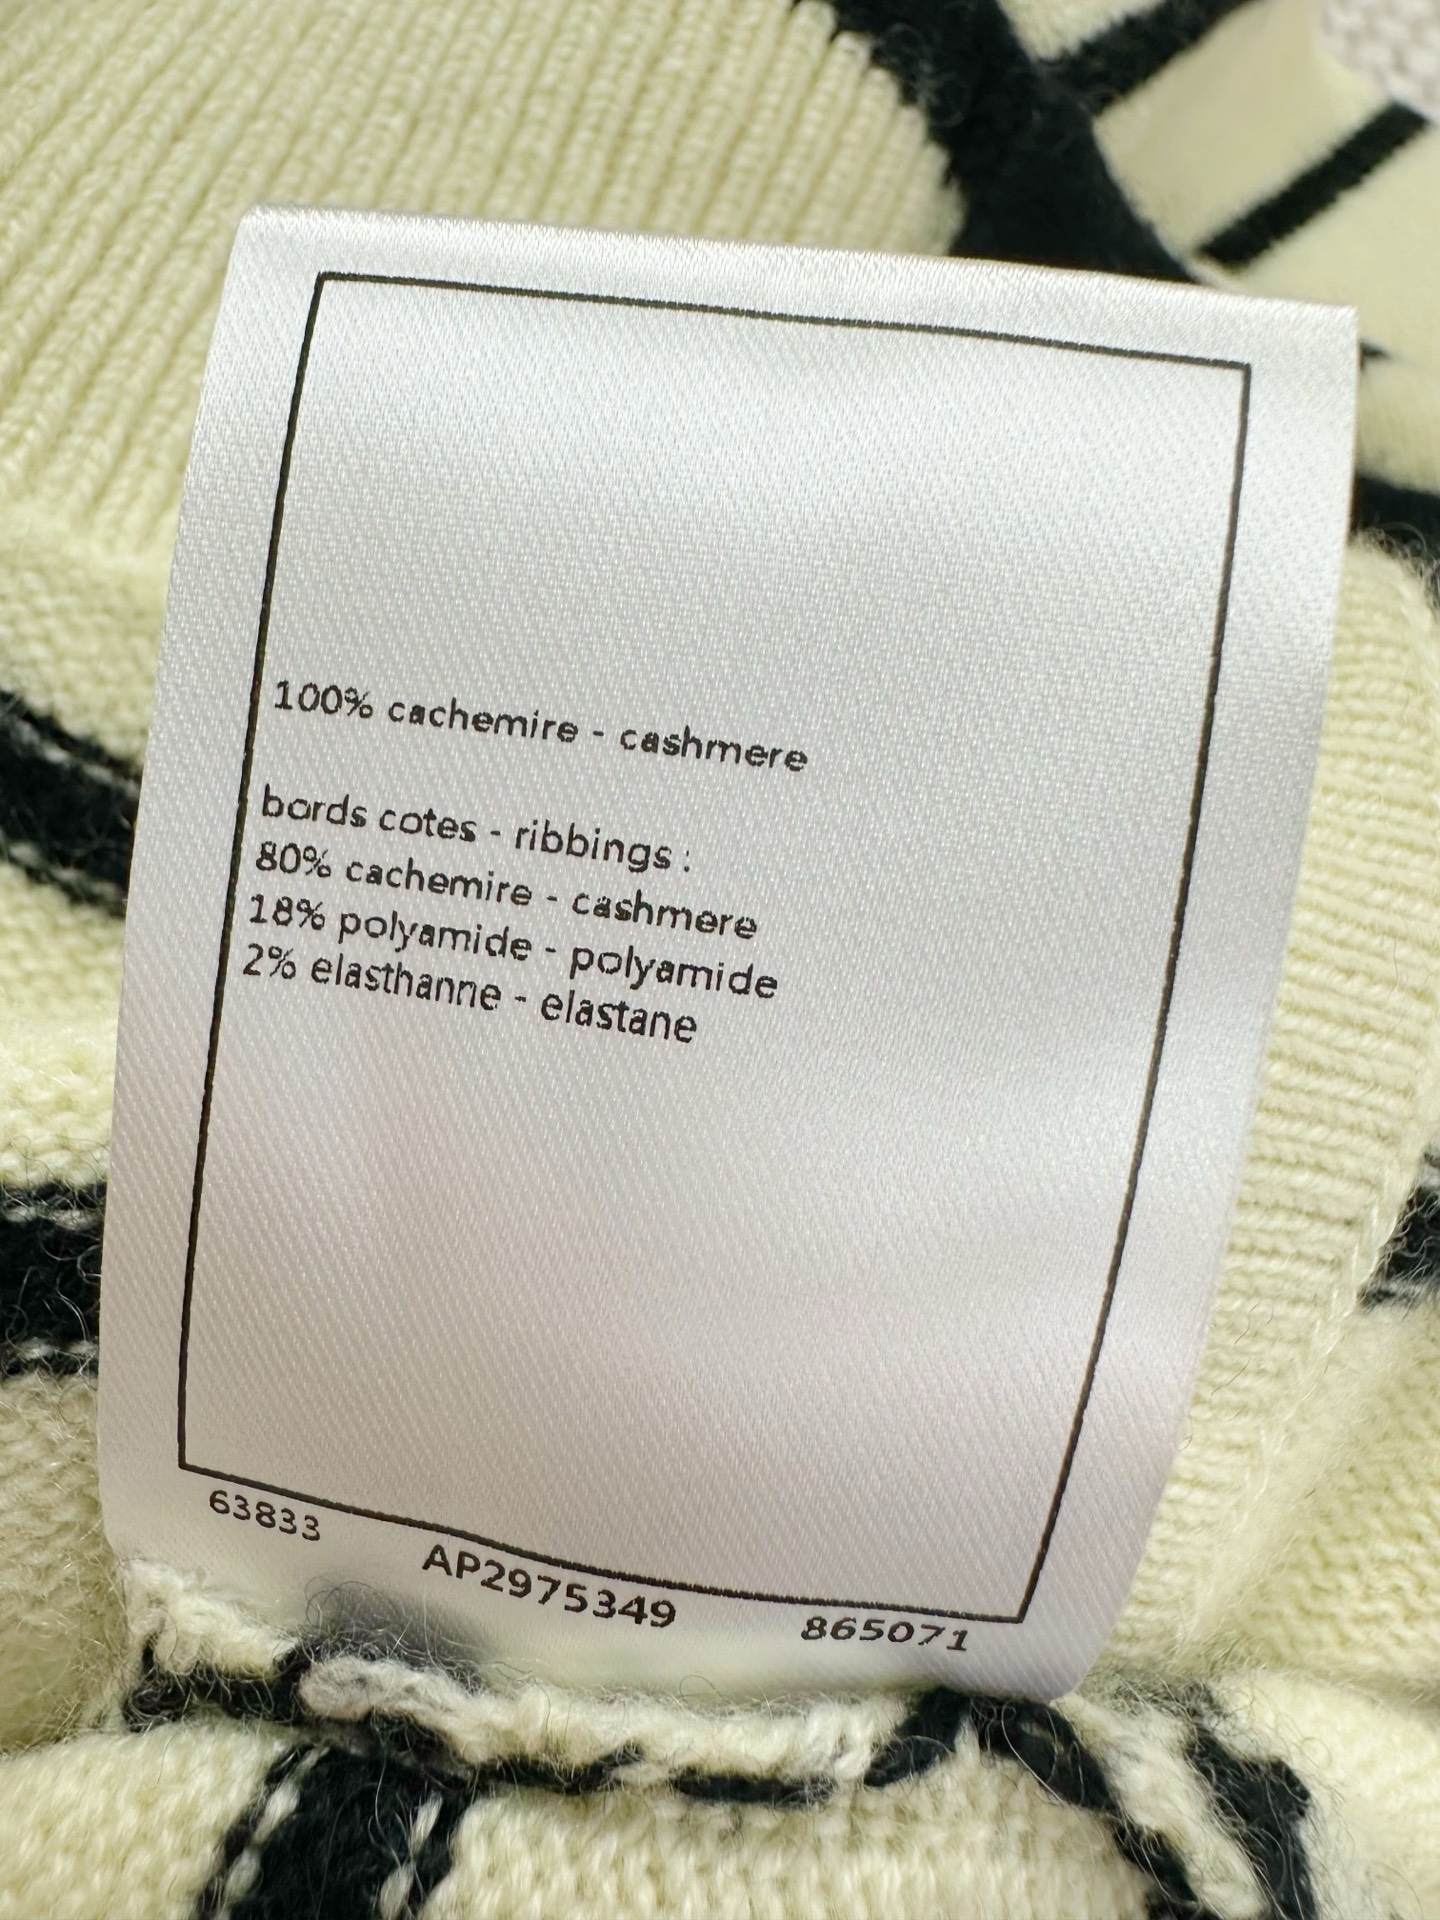 100% cachemire - cashmere
bords cotes - ribbings :
80% cachemire - cashmere
18% polyamide - polyamide
2% elasthanne - elastane
63833 AP2975349 865071